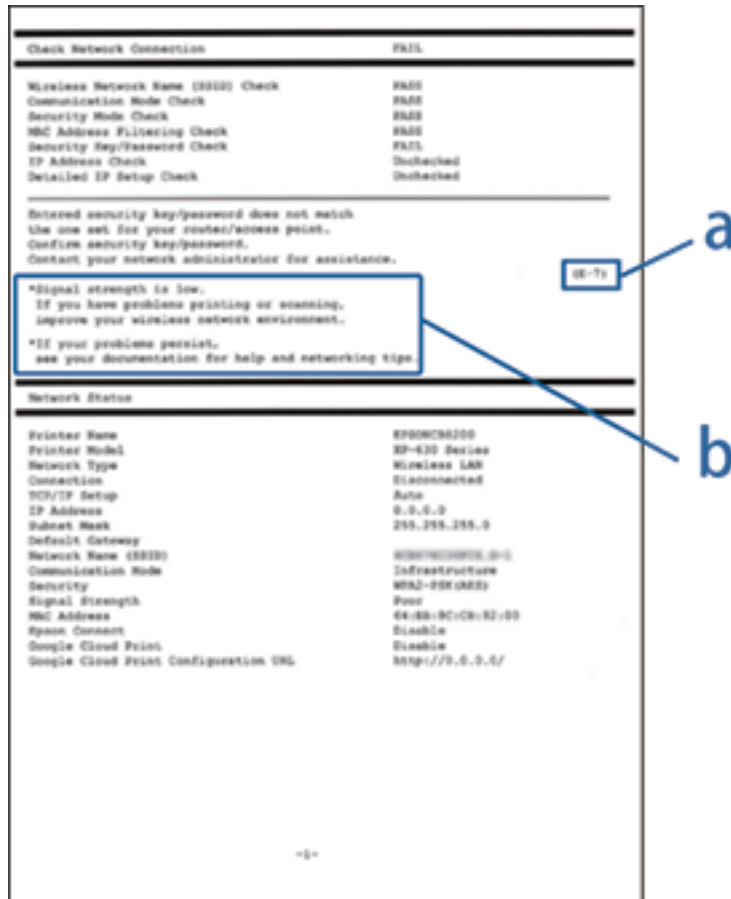 Check Network Connection FAIL
Wireless Network Name (SSID) Check PASS
Communication Mode Check PASS
Security Mode Check PASS
MAC Address Filtering Check PASS
Security Key/Password Check FAIL
IP Address Check Unchecked
Detailed IP Setup Check Unchecked
Entered security key/password does not match
the one set for your router/access point.
Confirm security key/password.
Contact your network administrator for assistance.
a
(E-7)
*Signal strength is low.
If you have problems printing or scanning,
improve your wireless network environment.
*If your problems persist,
see your documentation for help and networking tips.
b
Network Status
Printer Name
Printer Model XP-630 Series
Network Type Wireless LAN
Connection Disconnected
TCP/IP Setup Auto
IP Address 0.0.0.0
Subnet Mask 255.255.255.0
Default Gateway
Network Name (SSID)
Communication Mode Infrastructure
Security WPA2-PSK(AES)
Signal Strength Poor
MAC Address
Epson Connect Disable
Google Cloud Print Disable
Google Cloud Print Configuration URL http://0.0.0.0/
-1-